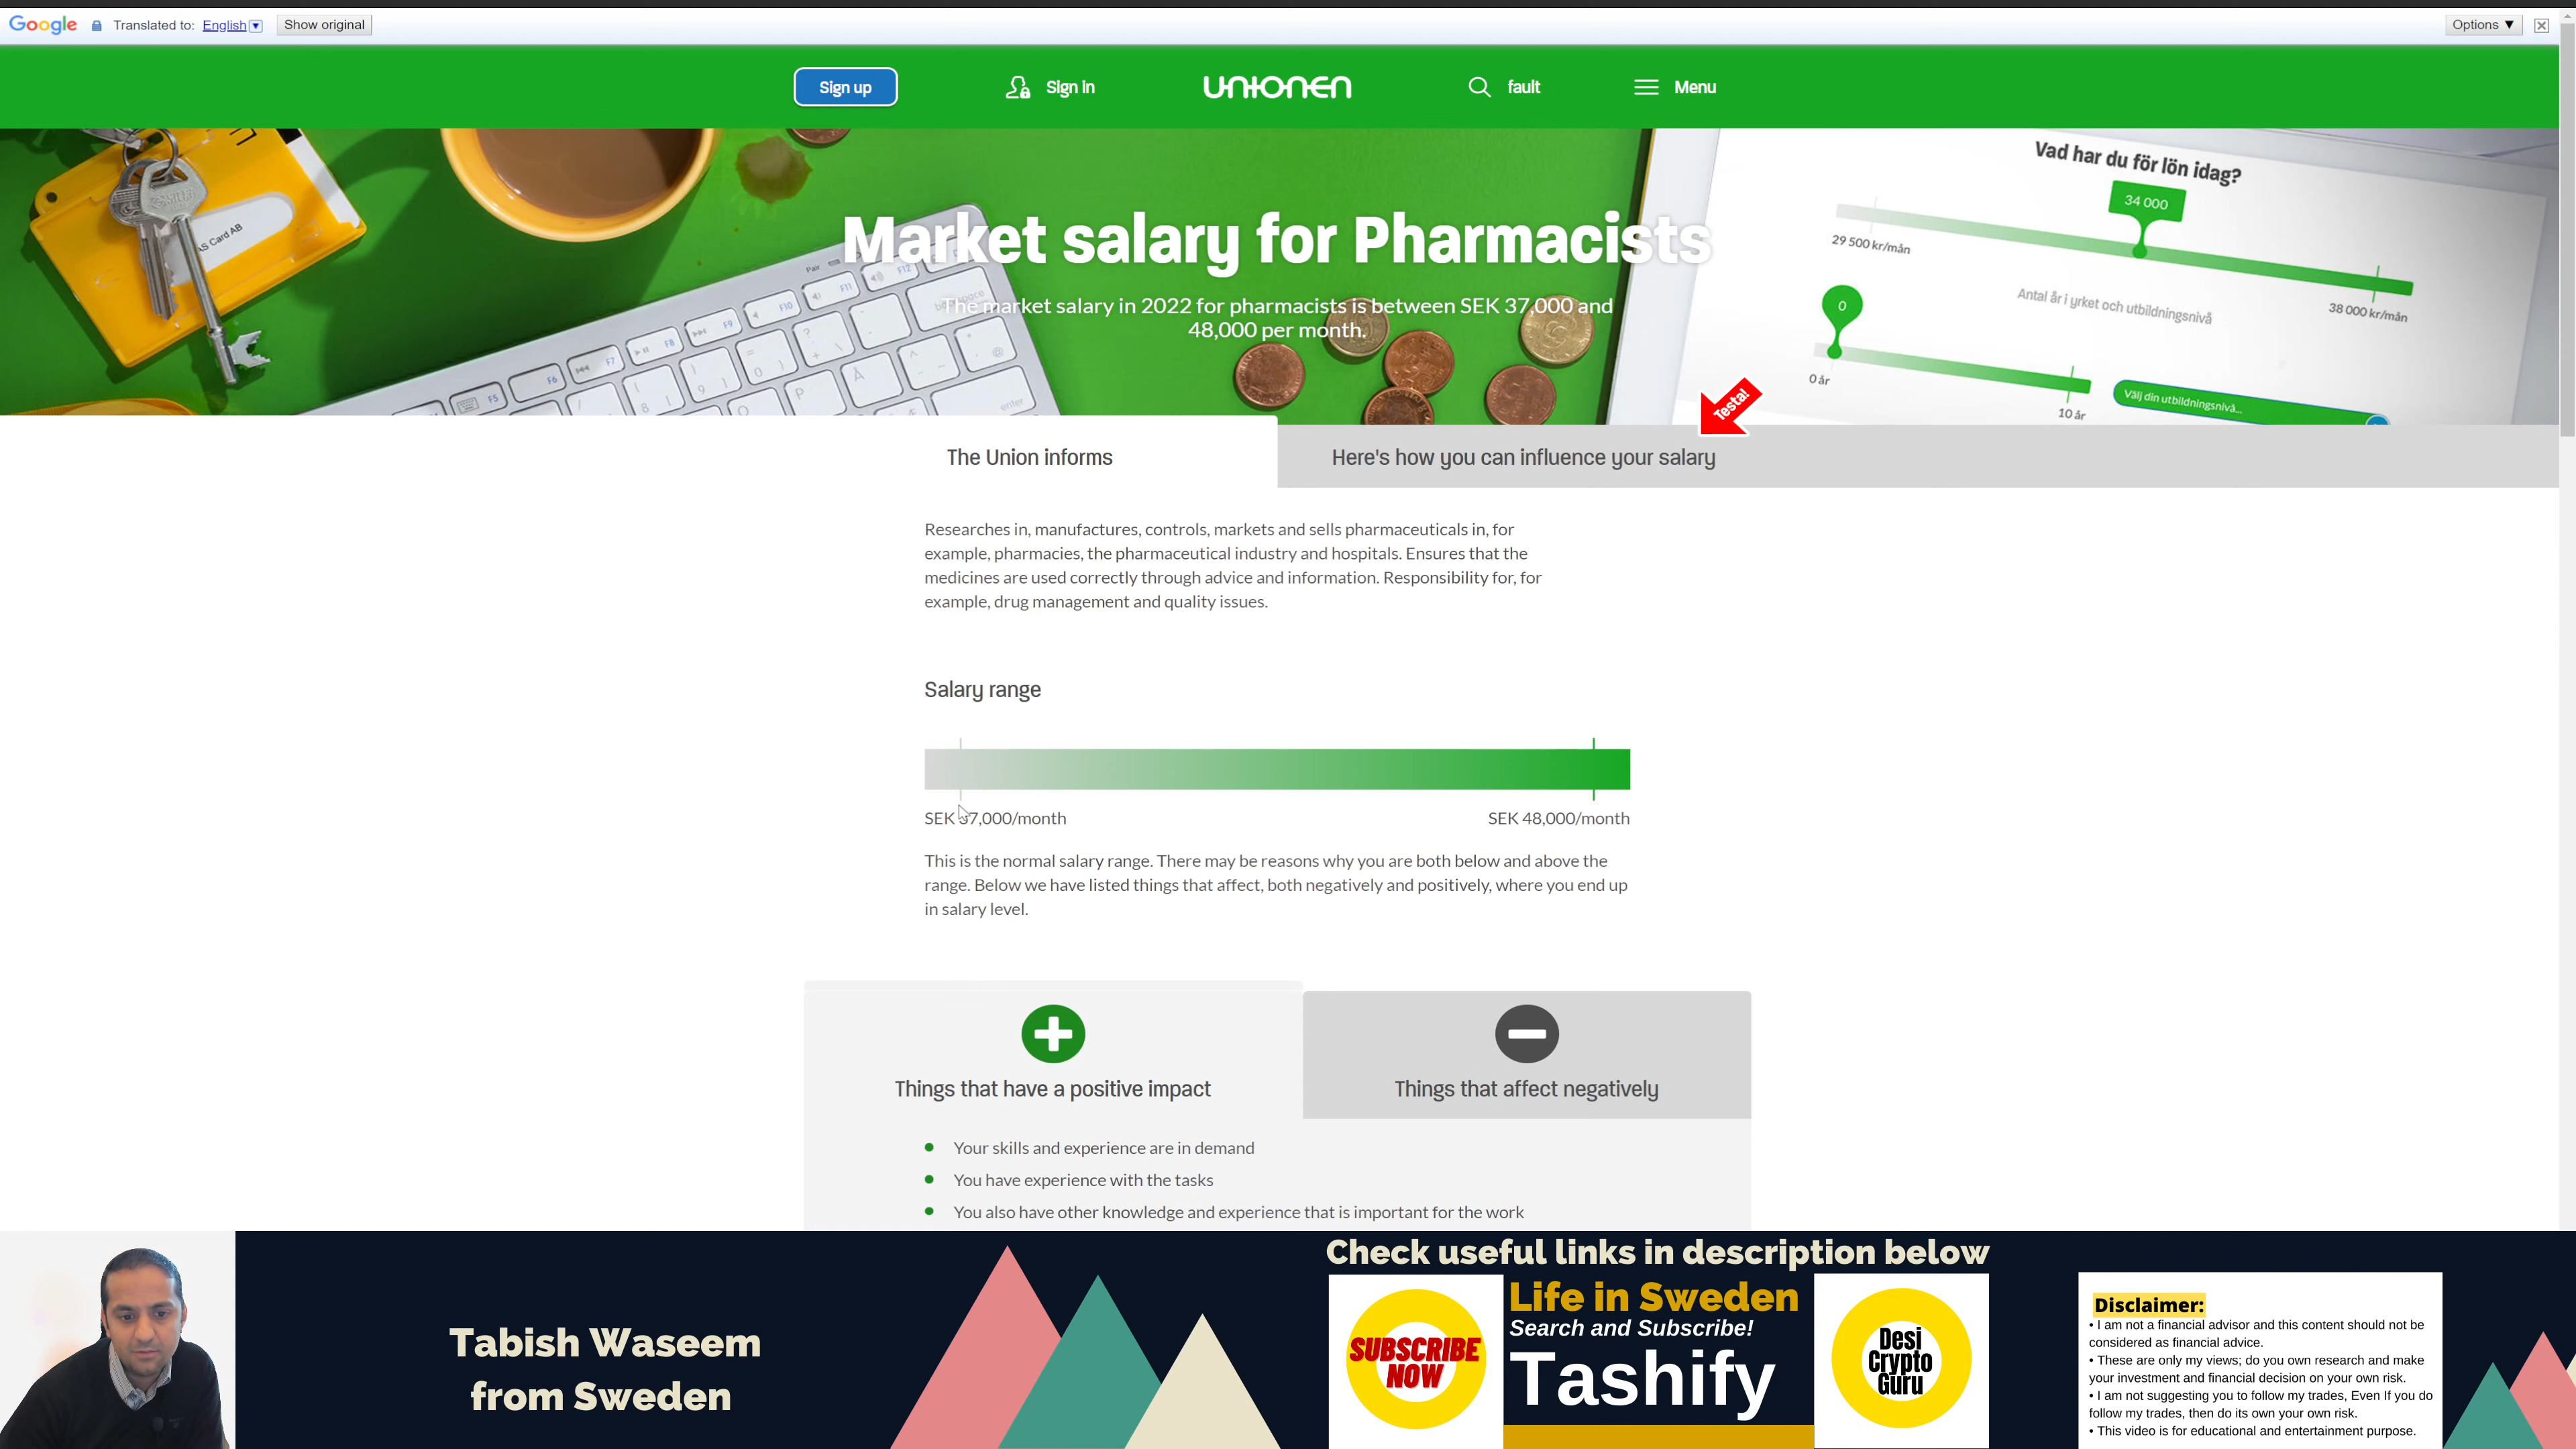 Google Translated to: English Show original Options ▼
Sign up Sign in unionen fault Menu
AS Card AB
Market salary for Pharmacists
The market salary in 2022 for pharmacists is between SEK 37,000 and
48,000 per month.
Vad har du för lön idag?
34 000
29 500 kr/mån
38 000 kr/mån
Antal år i yrket och utbildningsnivå
0
0 år
10 år
Välj din utbildningsnivå...
Testa!
The Union informs
Here's how you can influence your salary
Researches in, manufactures, controls, markets and sells pharmaceuticals in, for
example, pharmacies, the pharmaceutical industry and hospitals. Ensures that the
medicines are used correctly through advice and information. Responsibility for, for
example, drug management and quality issues.
Salary range
SEK 37,000/month
SEK 48,000/month
This is the normal salary range. There may be reasons why you are both below and above the
range. Below we have listed things that affect, both negatively and positively, where you end up
in salary level.
Things that have a positive impact
Things that affect negatively
Your skills and experience are in demand
You have experience with the tasks
You also have other knowledge and experience that is important for the work
Tabish Waseem
from Sweden
Check useful links in description below
SUBSCRIBE
NOW
Life in Sweden
Search and Subscribe!
Tashify
Desi
Crypto
Guru
Disclaimer:
• I am not a financial advisor and this content should not be
considered as financial advice.
• These are only my views; do you own research and make
your investment and financial decision on your own risk.
• I am not suggesting you to follow my trades, Even If you do
follow my trades, then do its own your own risk.
• This video is for educational and entertainment purpose.